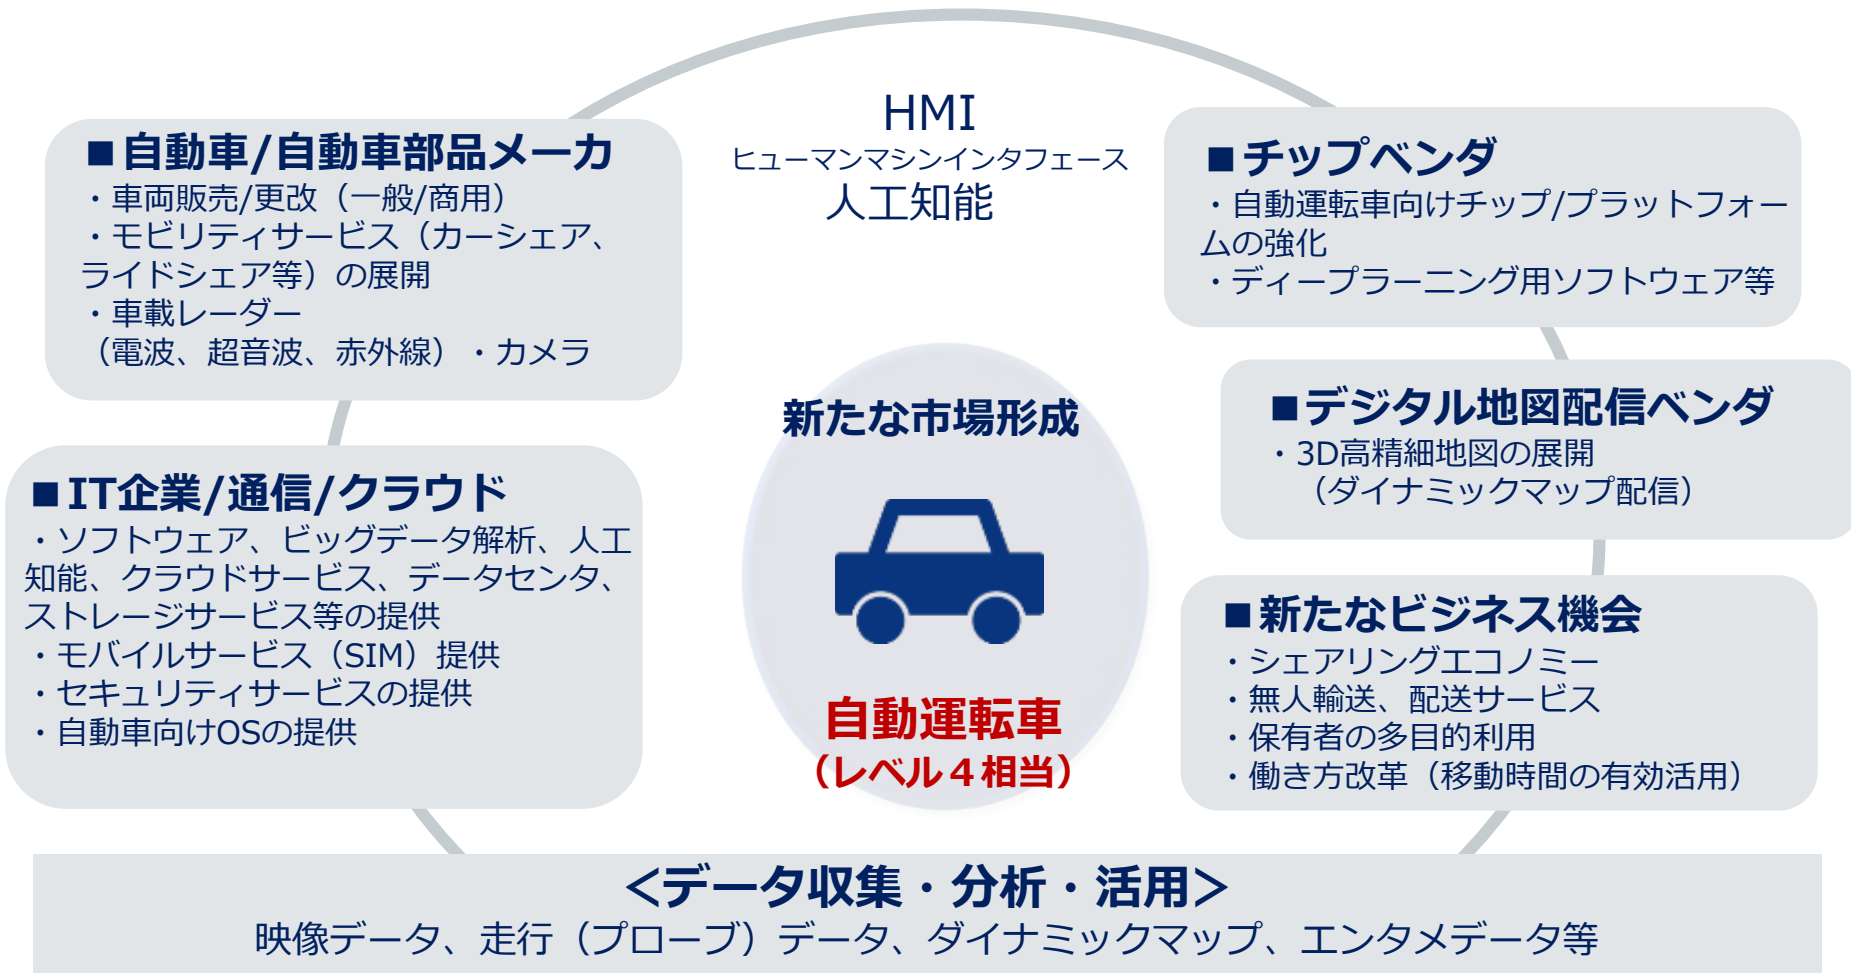 HMI
ヒューマンマシンインタフェース
人工知能
■自動車/自動車部品メーカ
・車両販売/更改（一般/商用）
・モビリティサービス（カーシェア、
ライドシェア等）の展開
・車載レーダー
（電波、超音波、赤外線）・カメラ
■IT企業/通信/クラウド
・ソフトウェア、ビッグデータ解析、人工
知能、クラウドサービス、データセンタ、
ストレージサービス等の提供
・モバイルサービス（SIM）提供
・セキュリティサービスの提供
・自動車向けOSの提供
新たな市場形成
自動運転車
（レベル４相当）
■チップベンダ
・自動運転車向けチップ/プラットフォー
ムの強化
・ディープラーニング用ソフトウェア等
■デジタル地図配信ベンダ
・3D高精細地図の展開
（ダイナミックマップ配信）
■新たなビジネス機会
・シェアリングエコノミー
・無人輸送、配送サービス
・保有者の多目的利用
・働き方改革（移動時間の有効活用）
＜データ収集・分析・活用＞
映像データ、走行（プローブ）データ、ダイナミックマップ、エンタメデータ等